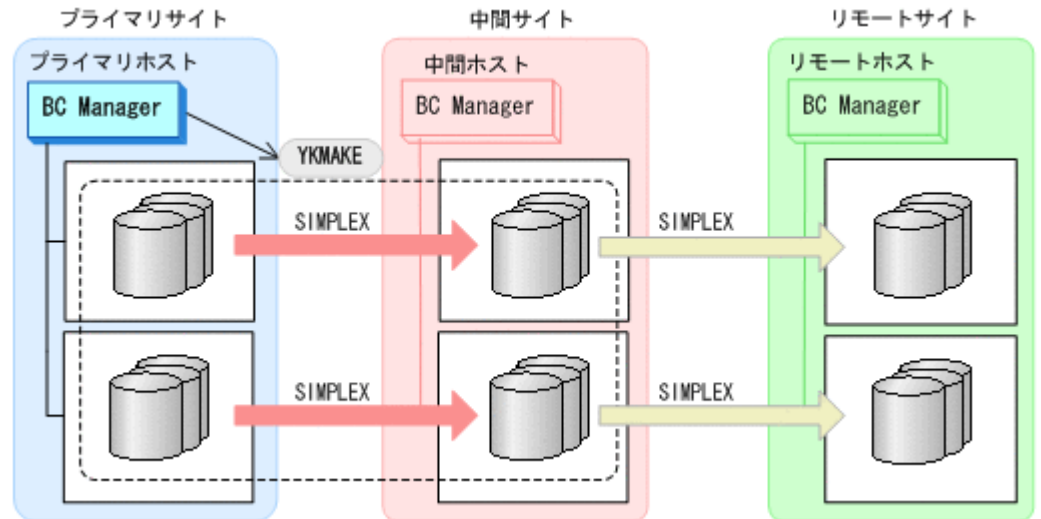 プライマリサイト
中間サイト
リモートサイト
プライマリホスト
中間ホスト
リモートホスト
BC Manager
BC Manager
BC Manager
YKMAKE
SIMPLEX
SIMPLEX
SIMPLEX
SIMPLEX